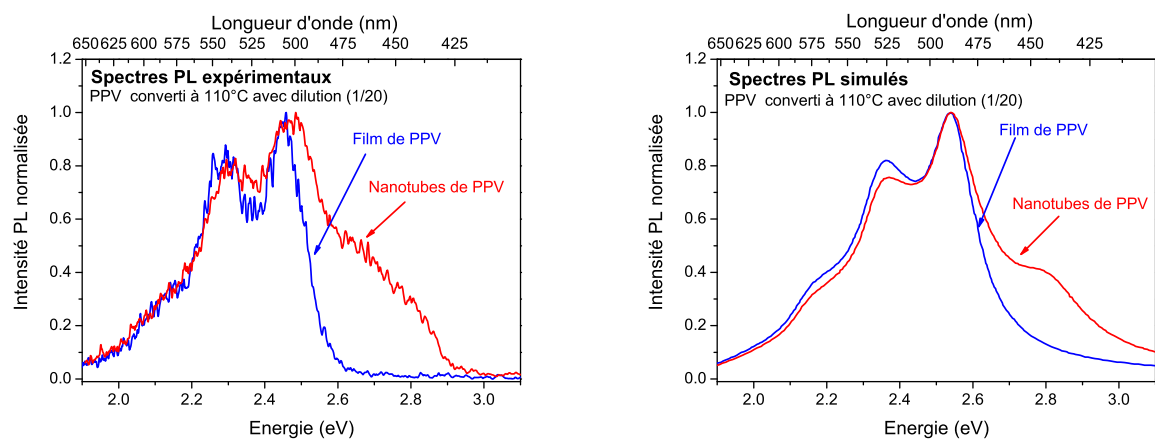 Longueur d'onde (nm)
650 625 600 575 550 525 500 475 450 425
1.2
1.0
0.8
0.6
0.4
0.2
0.0
Intensité PL normalisée
Spectres PL expérimentaux
PPV converti à 110°C avec dilution (1/20)
Film de PPV
Nanotubes de PPV
2.0 2.2 2.4 2.6 2.8 3.0
Energie (eV)
Longueur d'onde (nm)
650 625 600 575 550 525 500 475 450 425
1.2
1.0
0.8
0.6
0.4
0.2
0.0
Intensité PL normalisée
Spectres PL simulés
PPV converti à 110°C avec dilution (1/20)
Film de PPV
Nanotubes de PPV
2.0 2.2 2.4 2.6 2.8 3.0
Energie (eV)